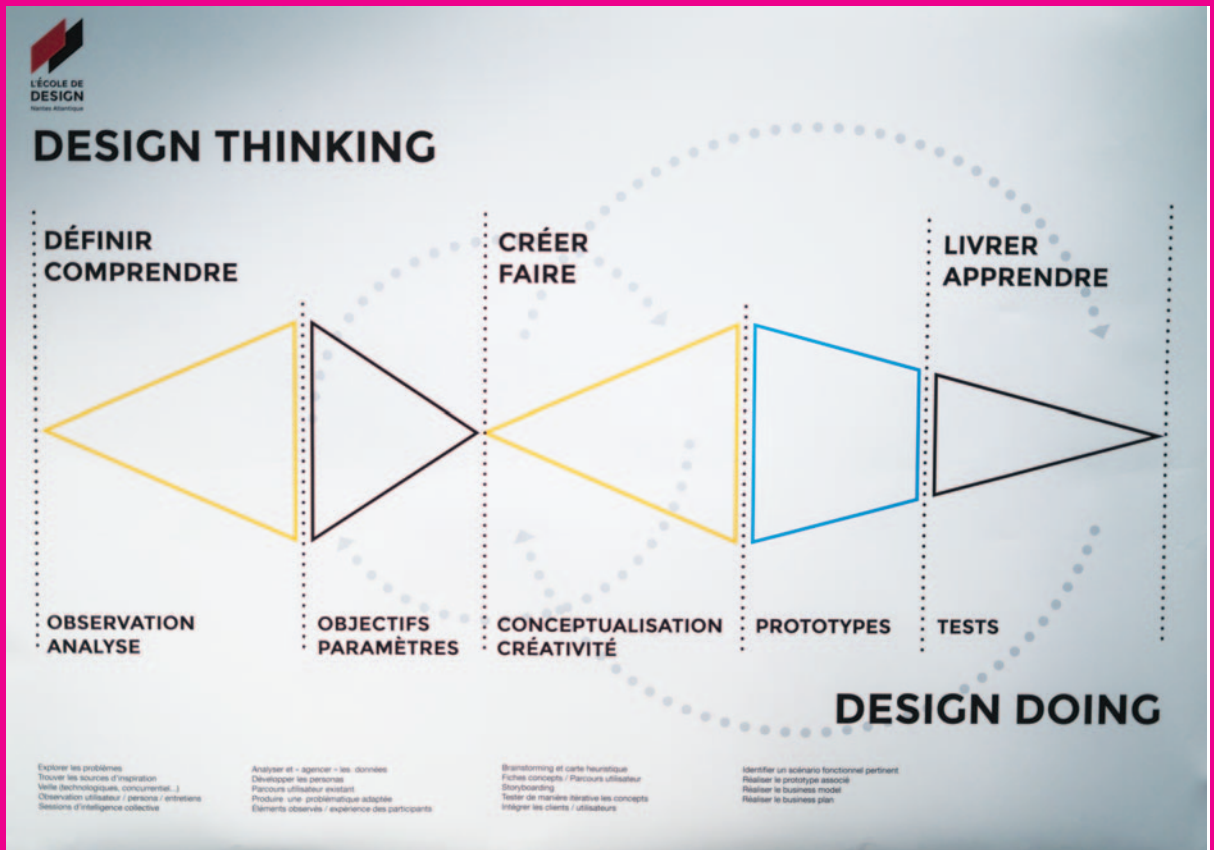 L'ÉCOLE DE
DESIGN
Nantes Atlantique
DESIGN THINKING
DÉFINIR
COMPRENDRE
CRÉER
FAIRE
LIVRER
APPRENDRE
OBSERVATION
ANALYSE
OBJECTIFS
PARAMÈTRES
CONCEPTUALISATION
CRÉATIVITÉ
PROTOTYPES
TESTS
DESIGN DOING
Explorer les problèmes
Trouver les sources d'inspiration
Veille (technologiques, concurrentiel...)
Observation utilisateur / persona / entretiens
Sessions d'intelligence collective
Analyser et « agencer » les données
Développer les personas
Parcours utilisateur existant
Produire une problématique adaptée
Éléments observés / expérience des participants
Brainstorming et carte heuristique
Fiches concepts / Parcours utilisateur
Storyboarding
Tester de manière itérative les concepts
Intégrer les clients / utilisateurs
Identifier un scénario fonctionnel pertinent
Réaliser le prototype associé
Réaliser le business model
Réaliser le business plan